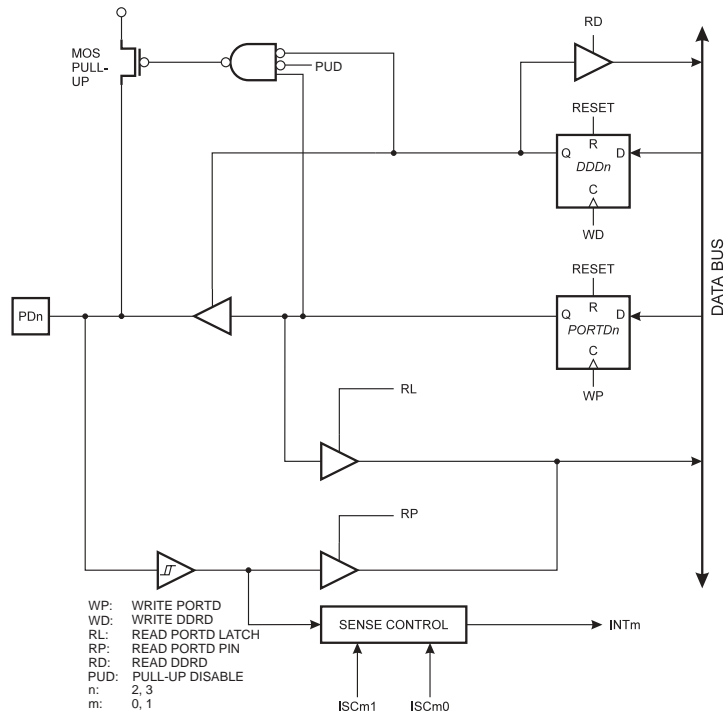 RD
MOS
PULL-
UP
PUD
RESET
R
Q
D
DDDn
C
WD
DATA BUS
RESET
R
PDn
Q
D
PORTDn
C
WP
RL
RP
WP: WRITE PORTD
WD: WRITE DDRD
RL: READ PORTD LATCH
RP: READ PORTD PIN
RD: READ DDRD
PUD: PULL-UP DISABLE
n: 2, 3
m: 0, 1
SENSE CONTROL
INTm
ISCm1
ISCm0